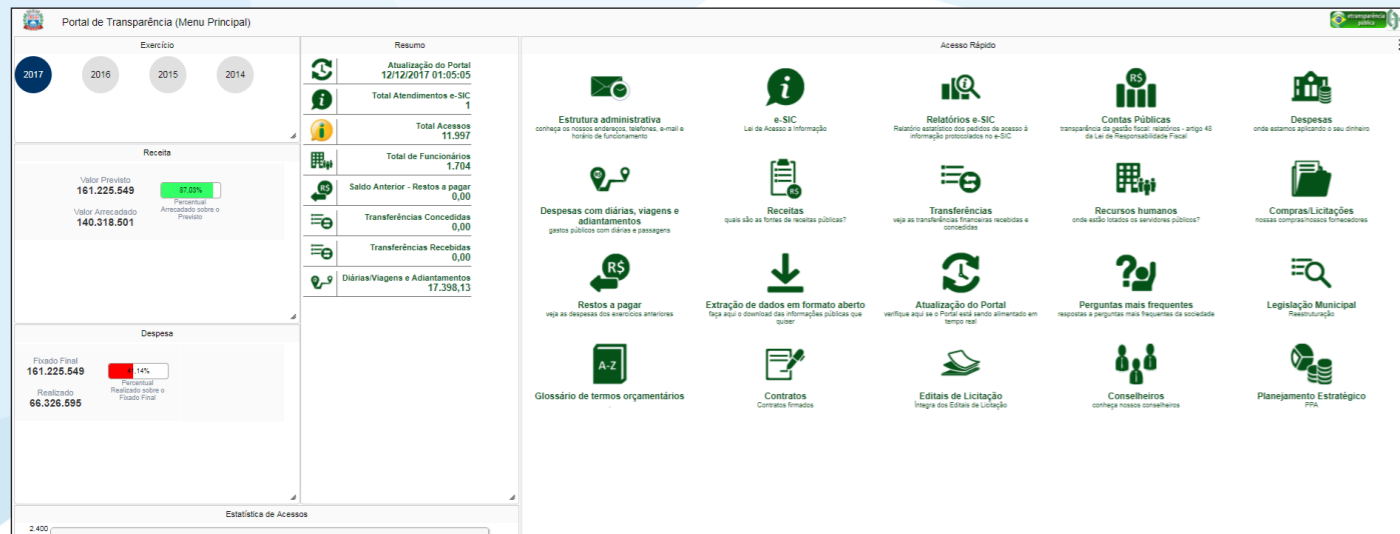 Portal de Transparência (Menu Principal)
etransparência
pública
Exercício
2017
2016
2015
2014
Receita
Valor Previsto
161.225.549
Valor Arrecadado
140.318.501
87,03%
Percentual
Arrecadado sobre o
Previsto
Despesa
Fixado Final
161.225.549
Realizado
66.326.595
41,14%
Percentual
Realizado sobre o
Fixado Final
Estatística de Acessos
2.400
Resumo
Atualização do Portal
12/12/2017 01:05:05
Total Atendimentos e-SIC
1
Total Acessos
11.997
Total de Funcionários
1.704
Saldo Anterior - Restos a pagar
0,00
Transferências Concedidas
0,00
Transferências Recebidas
0,00
Diárias/Viagens e Adiantamentos
17.398,13
Acesso Rápido
Estrutura administrativa
conheça os nossos endereços, telefones, e-mail e
horário de funcionamento
e-SIC
Lei de Acesso a Informação
Relatórios e-SIC
Relatório estatístico dos pedidos de acesso à
informação protocolados no e-SIC
R$
Contas Públicas
transparência da gestão fiscal: relatórios - artigo 48
da Lei de Responsabilidade Fiscal
Despesas
onde estamos aplicando o seu dinheiro
Despesas com diárias, viagens e
adiantamentos
gastos públicos com diárias e passagens
R$
Receitas
quais são as fontes de receitas públicas?
Transferências
veja as transferências financeiras recebidas e
concedidas
Recursos humanos
onde estão lotados os servidores públicos?
Compras/Licitações
nossas compras/nossos fornecedores
R$
Restos a pagar
veja as despesas dos exercícios anteriores
Extração de dados em formato aberto
faça aqui o download das informações públicas que
quiser
Atualização do Portal
verifique aqui se o Portal está sendo alimentado em
tempo real
Perguntas mais frequentes
respostas a perguntas mais frequentes da sociedade
Legislação Municipal
Reestruturação
A-Z
Glossário de termos orçamentários
.
Contratos
Contratos firmados
Editais de Licitação
Íntegra dos Editais de Licitação
Conselheiros
conheça nossos conselheiros
Planejamento Estratégico
PPA